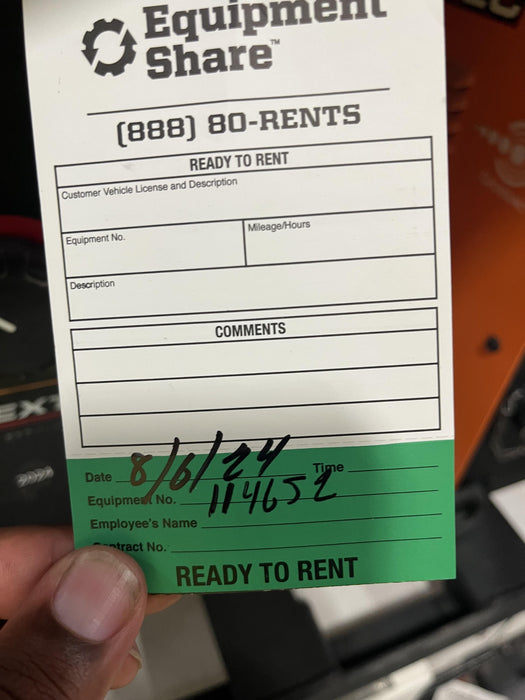 Equipment
Share™
(888) 80-RENTS
READY TO RENT
Customer Vehicle License and Description
Equipment No.
Mileage/Hours
Description
COMMENTS
Date 8/6/24 Time
Equipment No. 114652
Employee's Name
Contract No.
READY TO RENT